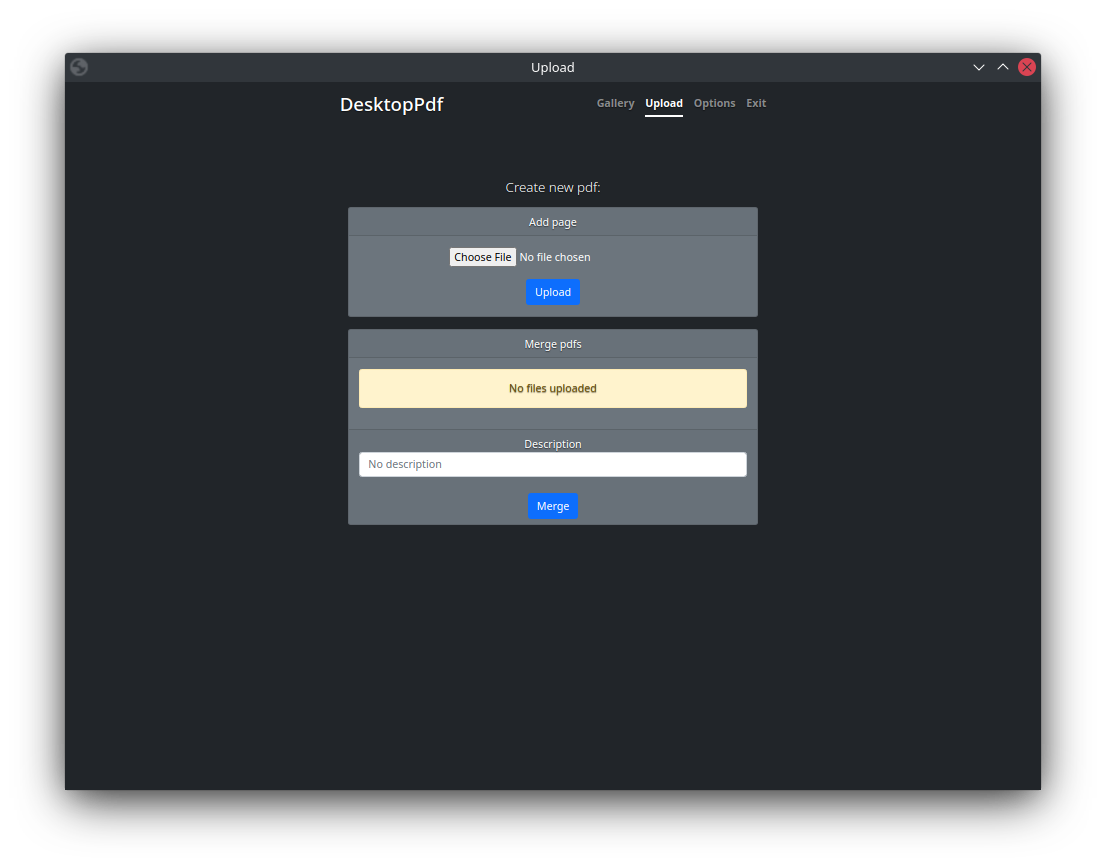 Upload
DesktopPdf Gallery Upload Options Exit
Create new pdf:
Add page
Choose File No file chosen
Upload
Merge pdfs
No files uploaded
Description
No description
Merge